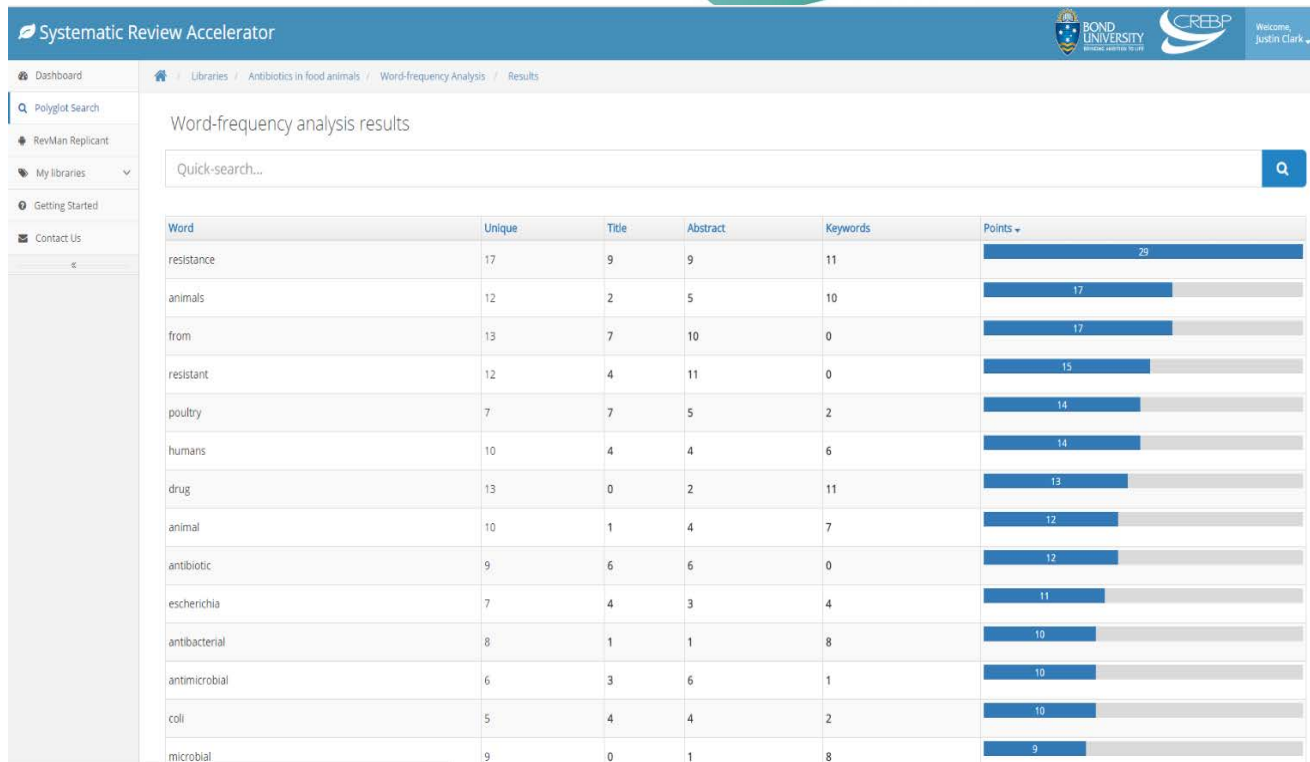 Systematic Review Accelerator
BOND
UNIVERSITY
CREBP
Welcome,
Justin Clark
Dashboard
Polyglot Search
RevMan Replicant
My libraries
Getting Started
Contact Us
/ Libraries / Antibiotics in food animals / Word-frequency Analysis / Results
Word-frequency analysis results
Quick-search...
Word Unique Title Abstract Keywords Points
resistance 17 9 9 11 29
animals 12 2 5 10 17
from 13 7 10 0 17
resistant 12 4 11 0 15
poultry 7 7 5 2 14
humans 10 4 4 6 14
drug 13 0 2 11 13
animal 10 1 4 7 12
antibiotic 9 6 6 0 12
escherichia 7 4 3 4 11
antibacterial 8 1 1 8 10
antimicrobial 6 3 6 1 10
coli 5 4 4 2 10
microbial 9 0 1 8 9